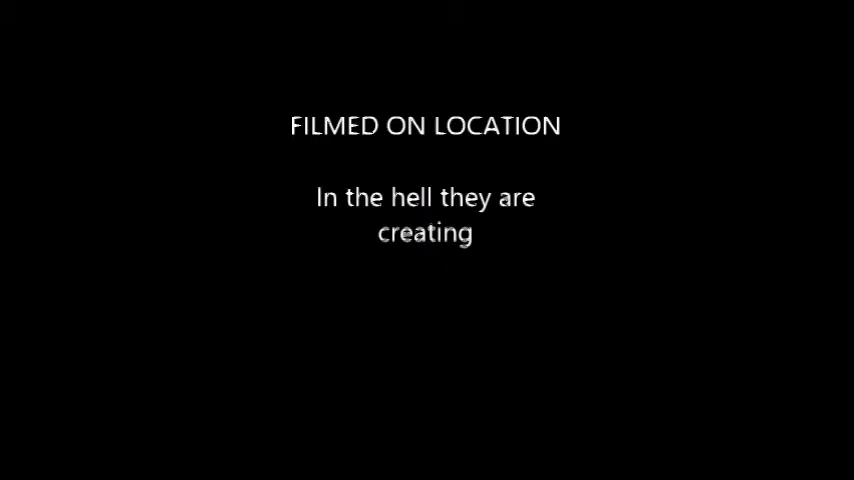 FILMED ON LOCATION
In the hell they are
creating